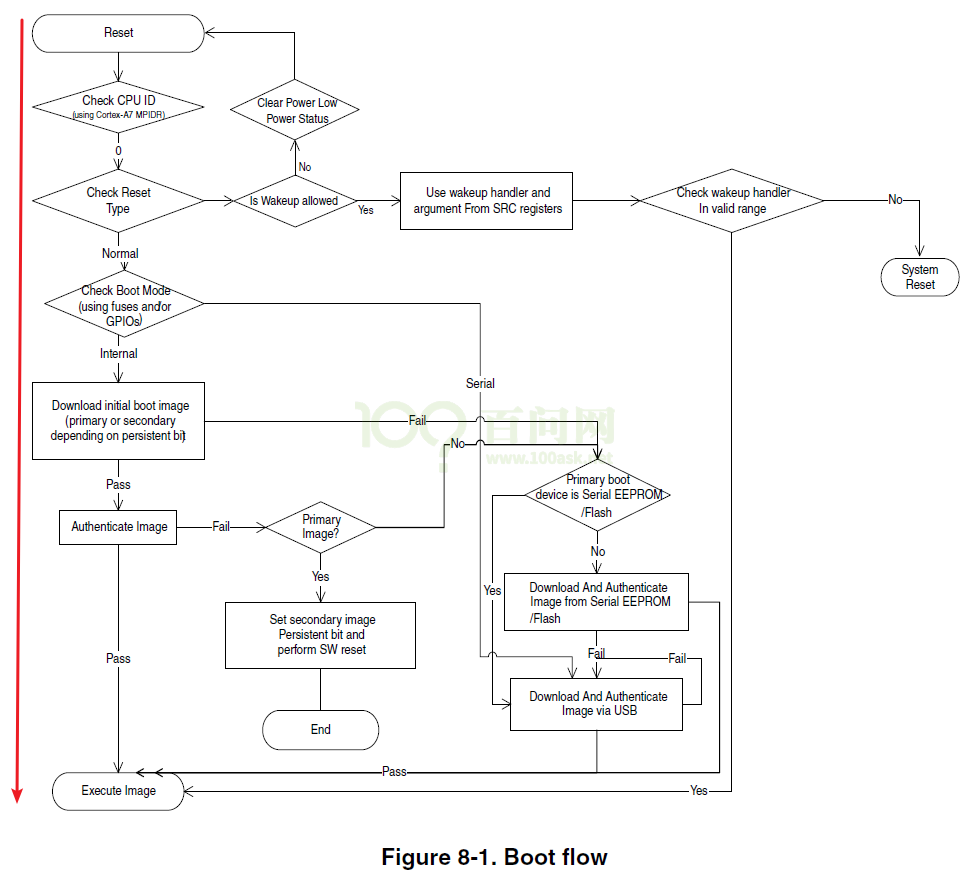 Reset
Check CPU ID
(using Cortex-A7 MPIDR)
0
Clear Power Low
Power Status
No
Check Reset
Type
Is Wakeup allowed
Yes
Use wakeup handler and
argument From SRC registers
Check wakeup handler
In valid range
No
System
Reset
Normal
Check Boot Mode
(using fuses and/or
GPIOs)
Internal
Serial
Download initial boot image
(primary or secondary
depending on persistent bit)
Fail
No
100?百问网
www.100ask.net
Primary boot
device is Serial EEPROM
/Flash
Pass
Authenticate Image
Fail
Primary
Image?
No
Yes
Yes
Download And Authenticate
Image from Serial EEPROM
/Flash
Set secondary image
Persistent bit and
perform SW reset
Fail
Fail
Pass
Download And Authenticate
Image via USB
End
Pass
Execute Image
Yes
Figure 8-1. Boot flow